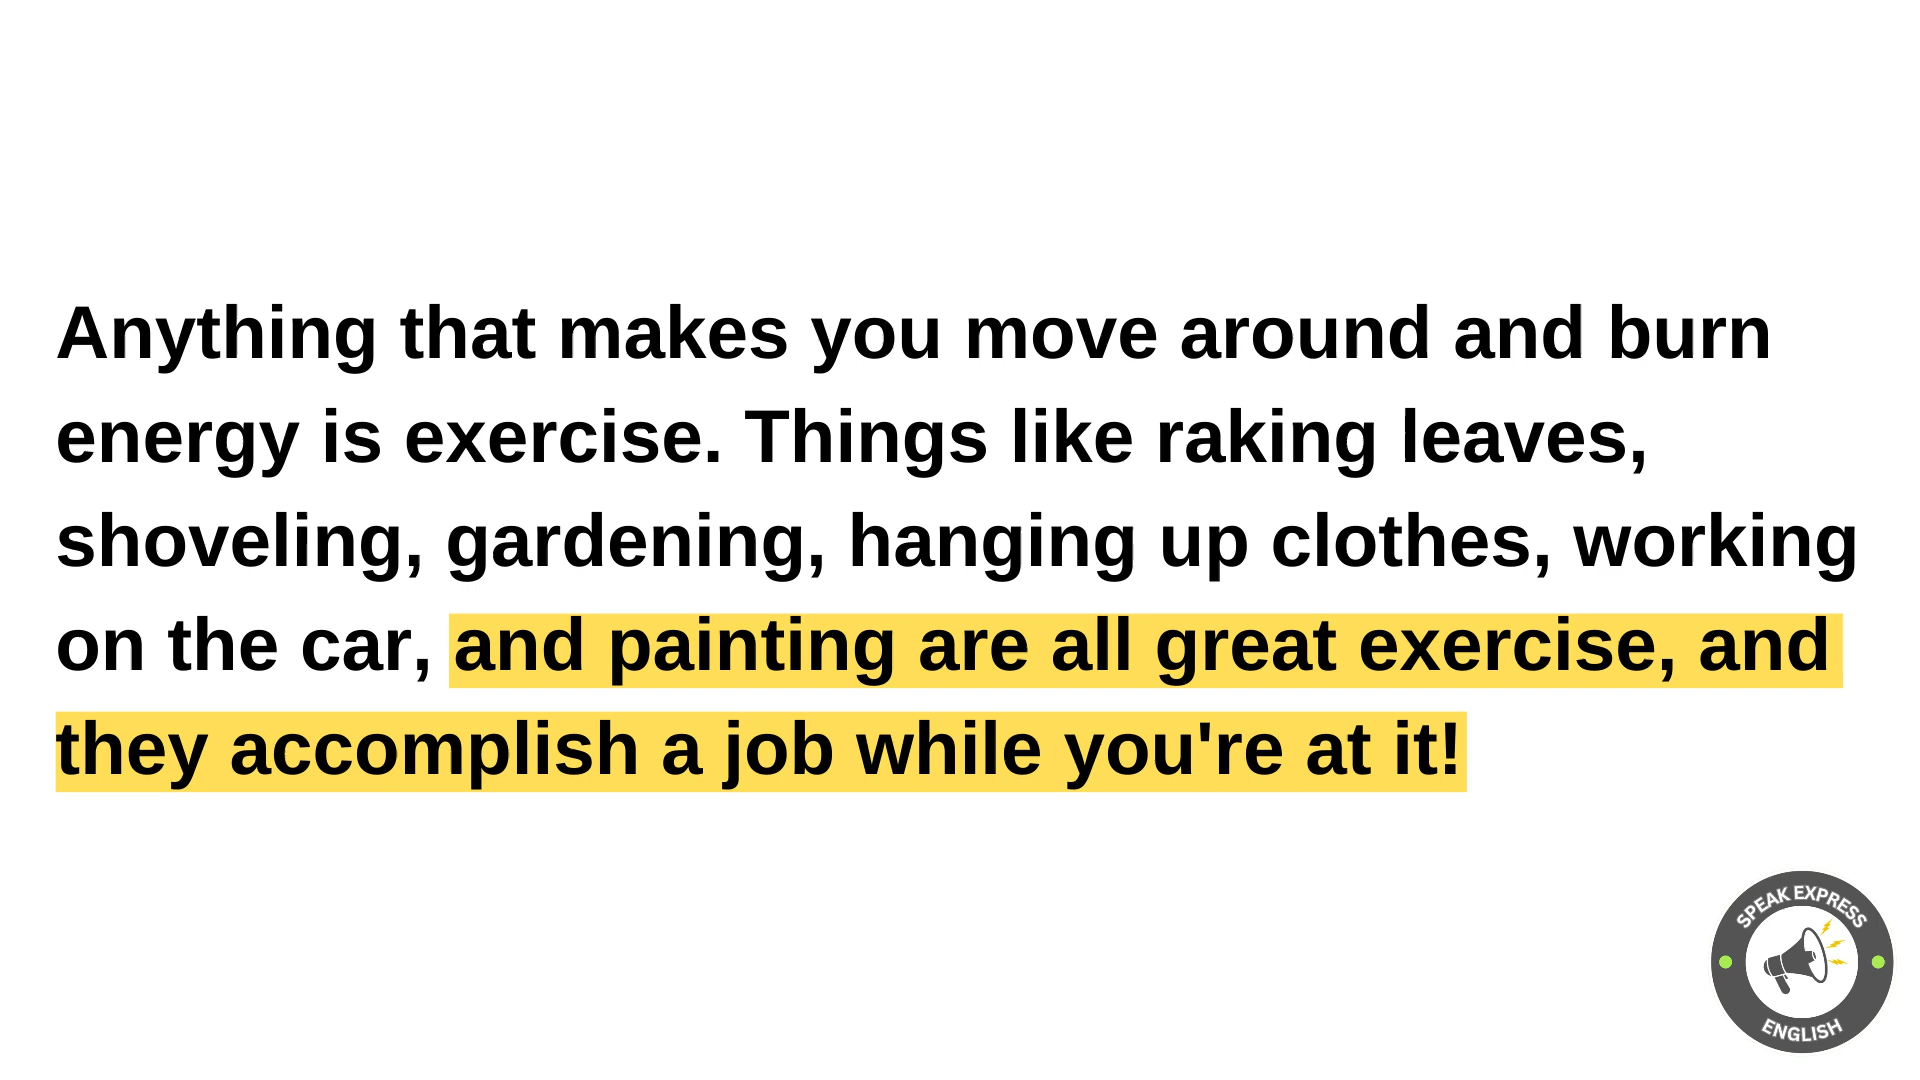 Anything that makes you move around and burn
energy is exercise. Things like raking leaves,
shoveling, gardening, hanging up clothes, working
on the car, and painting are all great exercise, and
they accomplish a job while you're at it!
SPEAK EXPRESS
ENGLISH